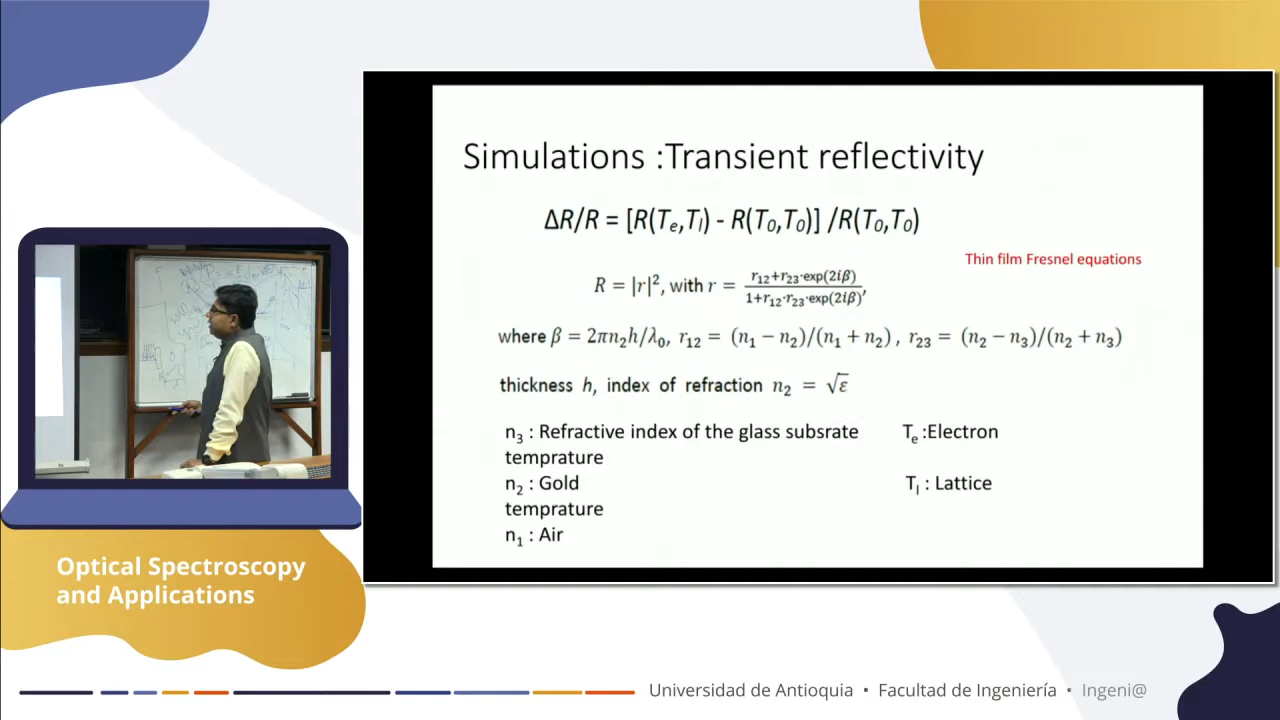 Simulations :Transient reflectivity
ΔR/R = [R(Tₑ,Tₗ) - R(T₀,T₀)] /R(T₀,T₀)
Thin film Fresnel equations
R = |r|², with r = (r₁₂+r₂₃·exp(2iβ))/(1+r₁₂·r₂₃·exp(2iβ)),
where β = 2πn₂h/λ₀, r₁₂ = (n₁ − n₂)/(n₁ + n₂) , r₂₃ = (n₂ − n₃)/(n₂ + n₃)
thickness h, index of refraction n₂ = √ε
n₃ : Refractive index of the glass subsrate Tₑ :Electron
temprature
n₂ : Gold Tₗ : Lattice
temprature
n₁ : Air
Optical Spectroscopy
and Applications
Universidad de Antioquia • Facultad de Ingeniería • Ingeni@